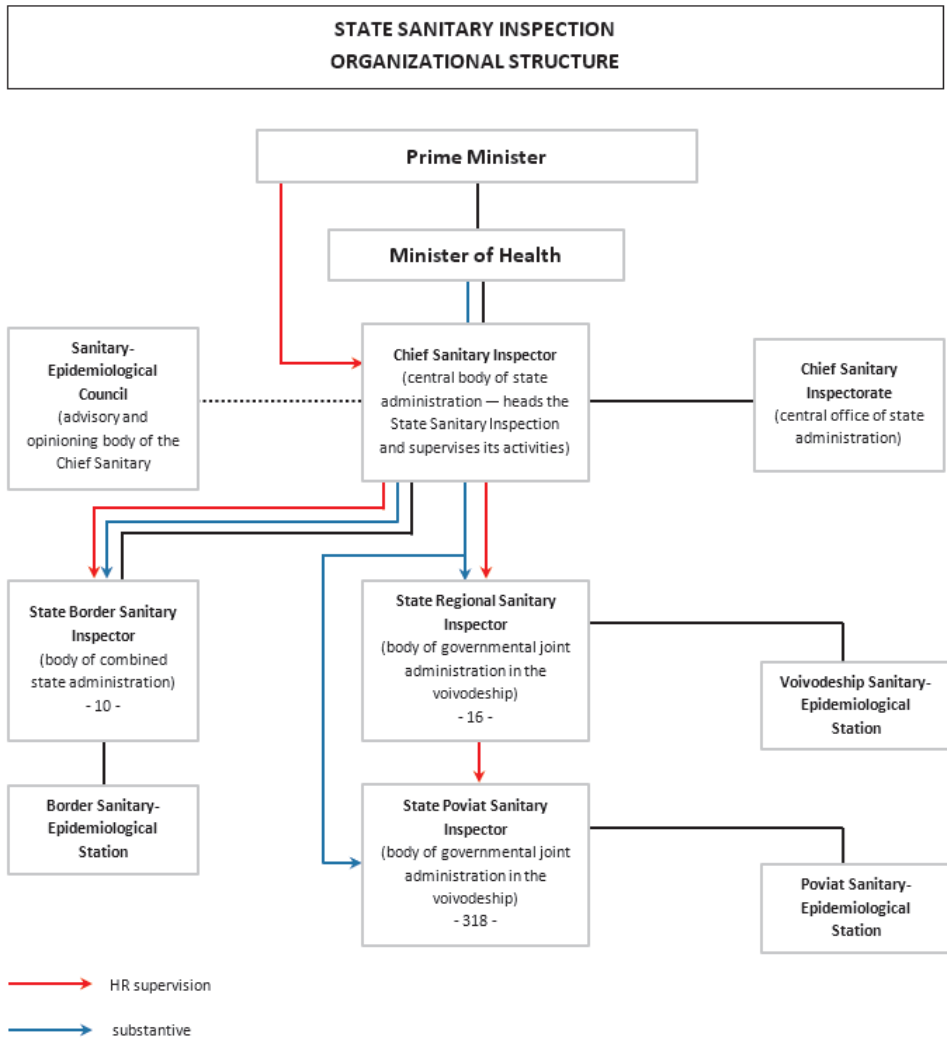 STATE SANITARY INSPECTION
ORGANIZATIONAL STRUCTURE
Prime Minister
Minister of Health
Sanitary-
Epidemiological
Council
(advisory and
opinioning body of the
Chief Sanitary
Chief Sanitary Inspector
(central body of state
administration — heads the
State Sanitary Inspection
and supervises its activities)
Chief Sanitary
Inspectorate
(central office of state
administration)
State Border Sanitary
Inspector
(body of combined
state administration)
- 10 -
State Regional Sanitary
Inspector
(body of governmental joint
administration in the
voivodeship)
- 16 -
Voivodeship Sanitary-
Epidemiological
Station
Border Sanitary-
Epidemiological
Station
State Poviat Sanitary
Inspector
(body of governmental joint
administration in the
voivodeship)
- 318 -
Poviat Sanitary-
Epidemiological
Station
HR supervision
substantive